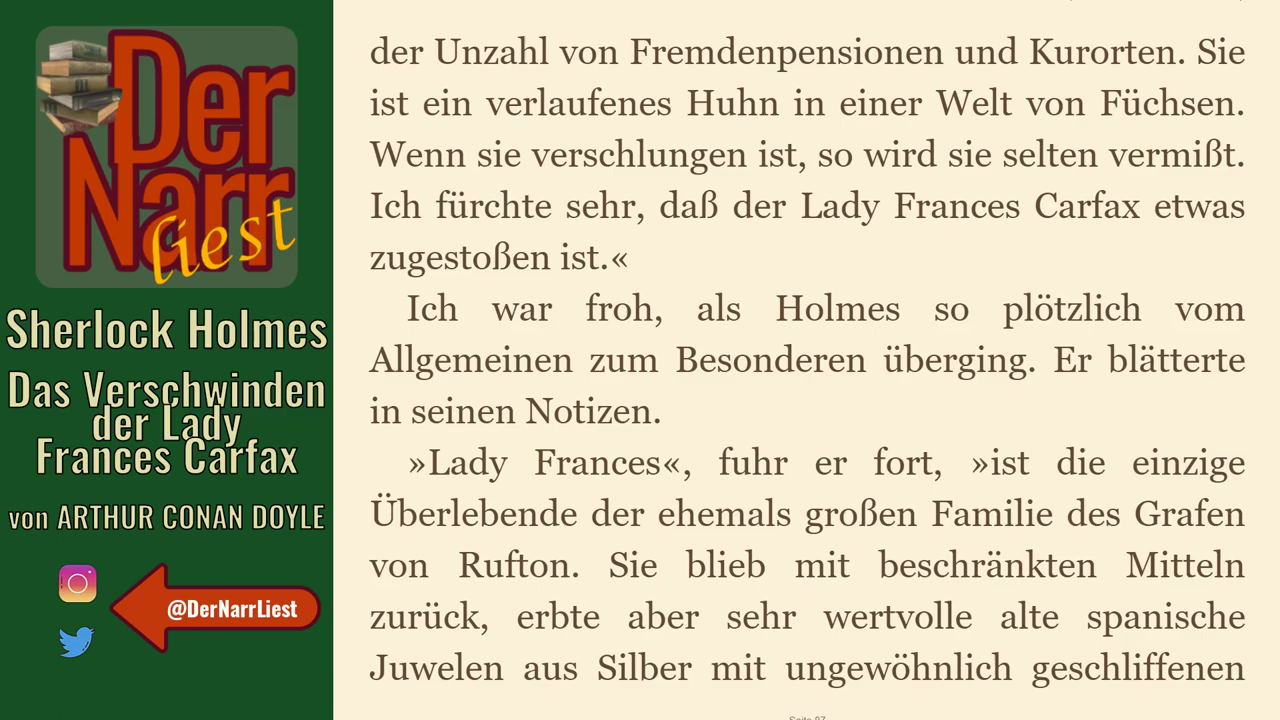 Der
Narr
liest
Sherlock Holmes
Das Verschwinden
der Lady
Frances Carfax
von ARTHUR CONAN DOYLE
@DerNarrLiest
der Unzahl von Fremdenpensionen und Kurorten. Sie
ist ein verlaufenes Huhn in einer Welt von Füchsen.
Wenn sie verschlungen ist, so wird sie selten vermißt.
Ich fürchte sehr, daß der Lady Frances Carfax etwas
zugestoßen ist.«
Ich war froh, als Holmes so plötzlich vom
Allgemeinen zum Besonderen überging. Er blätterte
in seinen Notizen.
»Lady Frances«, fuhr er fort, »ist die einzige
Überlebende der ehemals großen Familie des Grafen
von Rufton. Sie blieb mit beschränkten Mitteln
zurück, erbte aber sehr wertvolle alte spanische
Juwelen aus Silber mit ungewöhnlich geschliffenen